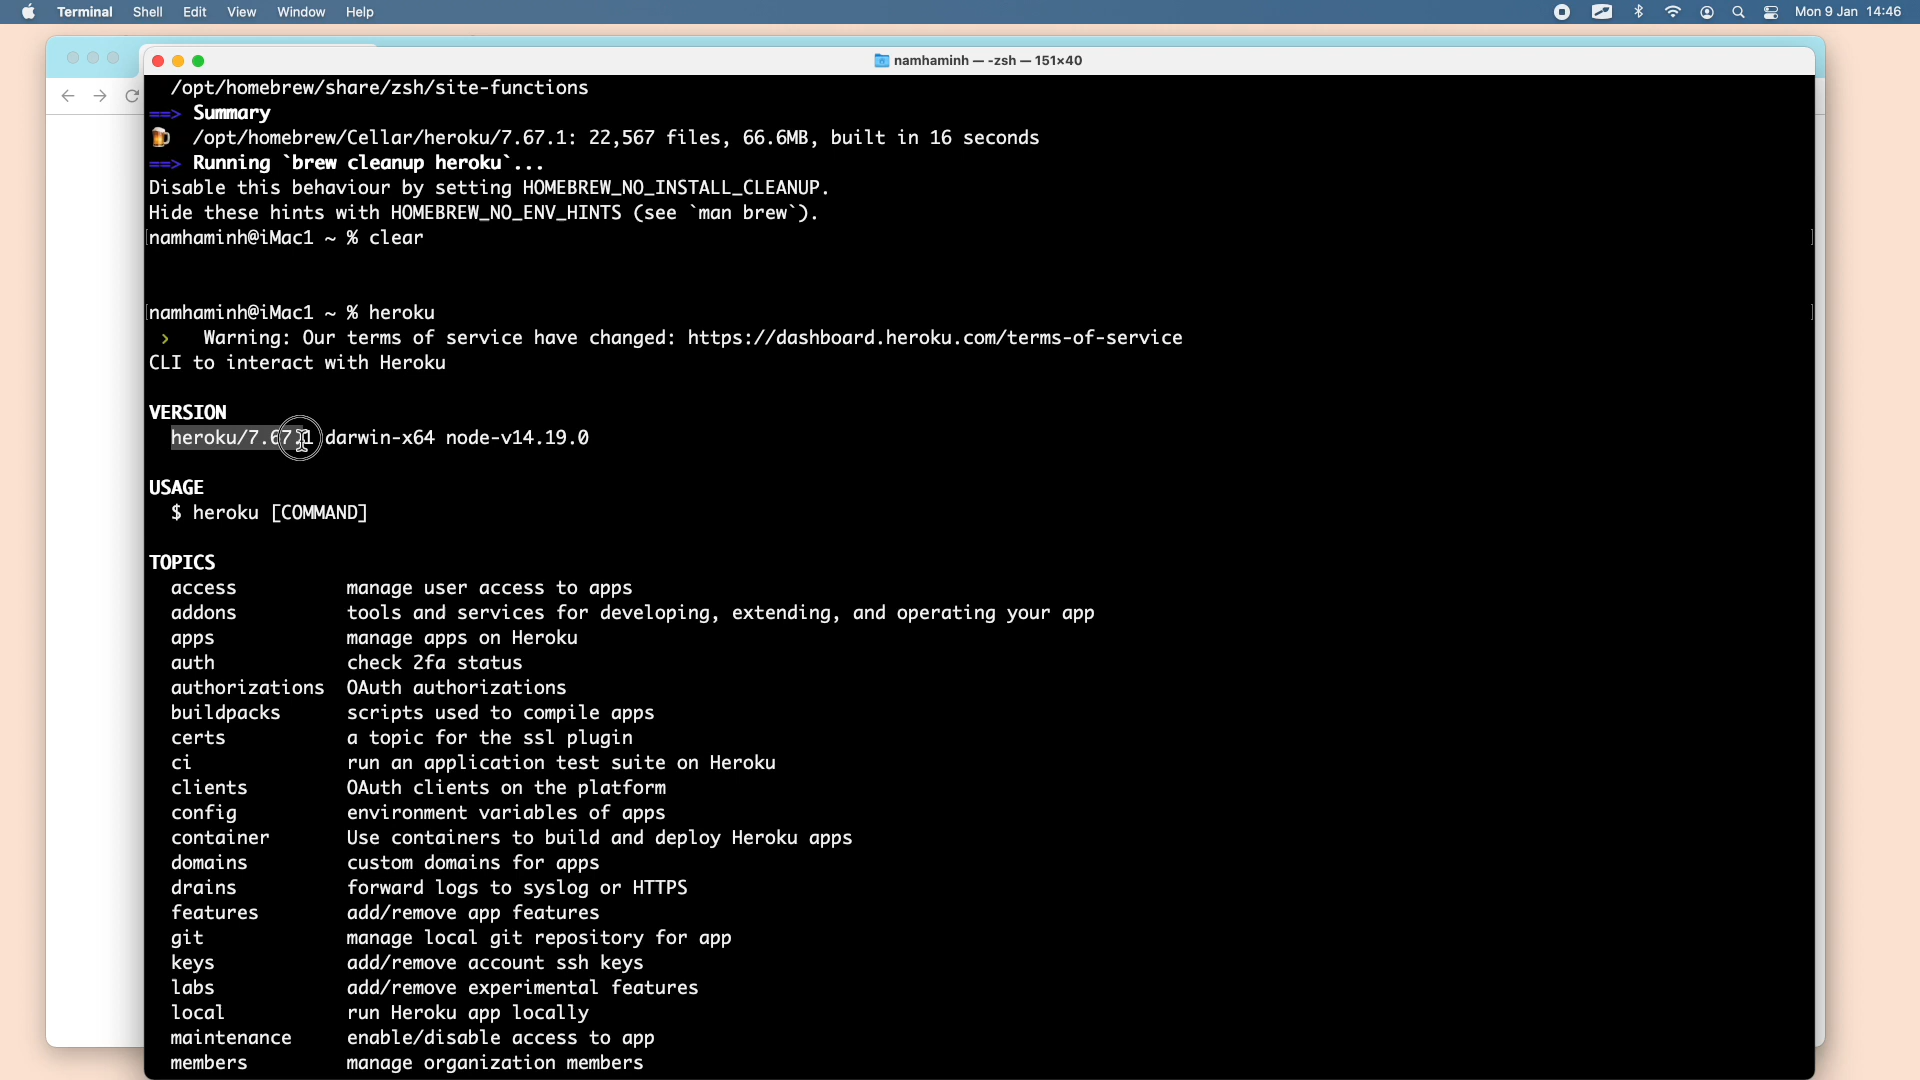 Terminal Shell Edit View Window Help Mon 9 Jan 14:46
namhaminh — -zsh — 151×40
/opt/homebrew/share/zsh/site-functions
==> Summary
/opt/homebrew/Cellar/heroku/7.67.1: 22,567 files, 66.6MB, built in 16 seconds
==> Running `brew cleanup heroku`...
Disable this behaviour by setting HOMEBREW_NO_INSTALL_CLEANUP.
Hide these hints with HOMEBREW_NO_ENV_HINTS (see `man brew`).
[namhaminh@iMac1 ~ % clear ]
[namhaminh@iMac1 ~ % heroku ]
› Warning: Our terms of service have changed: https://dashboard.heroku.com/terms-of-service
CLI to interact with Heroku
VERSION
heroku/7.67.1 darwin-x64 node-v14.19.0
USAGE
$ heroku [COMMAND]
TOPICS
access manage user access to apps
addons tools and services for developing, extending, and operating your app
apps manage apps on Heroku
auth check 2fa status
authorizations OAuth authorizations
buildpacks scripts used to compile apps
certs a topic for the ssl plugin
ci run an application test suite on Heroku
clients OAuth clients on the platform
config environment variables of apps
container Use containers to build and deploy Heroku apps
domains custom domains for apps
drains forward logs to syslog or HTTPS
features add/remove app features
git manage local git repository for app
keys add/remove account ssh keys
labs add/remove experimental features
local run Heroku app locally
maintenance enable/disable access to app
members manage organization members